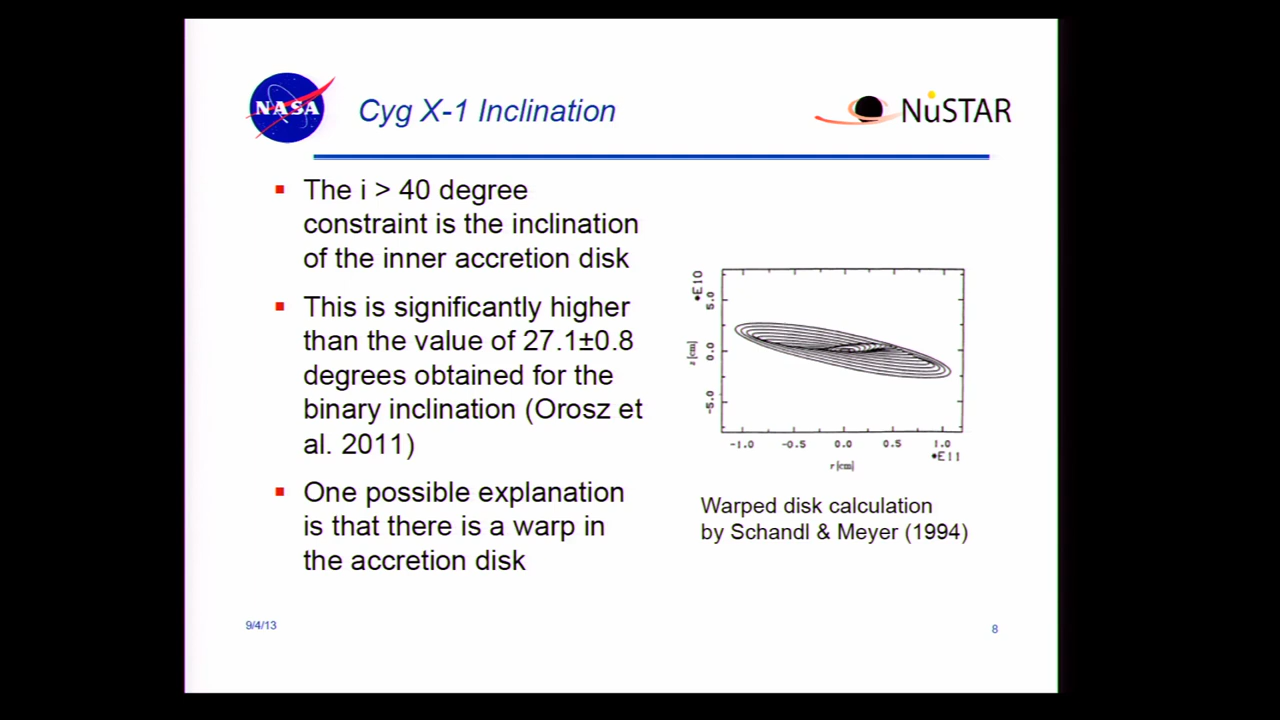 NASA
Cyg X-1 Inclination
NuSTAR
The i > 40 degree
constraint is the inclination
of the inner accretion disk
This is significantly higher
than the value of 27.1±0.8
degrees obtained for the
binary inclination (Orosz et
al. 2011)
One possible explanation
is that there is a warp in
the accretion disk
*E10
5.0
0.0
-5.0
z [cm]
-1.0 -0.5 0.0 0.5 1.0
*E11
r [cm]
Warped disk calculation
by Schandl & Meyer (1994)
9/4/13
8